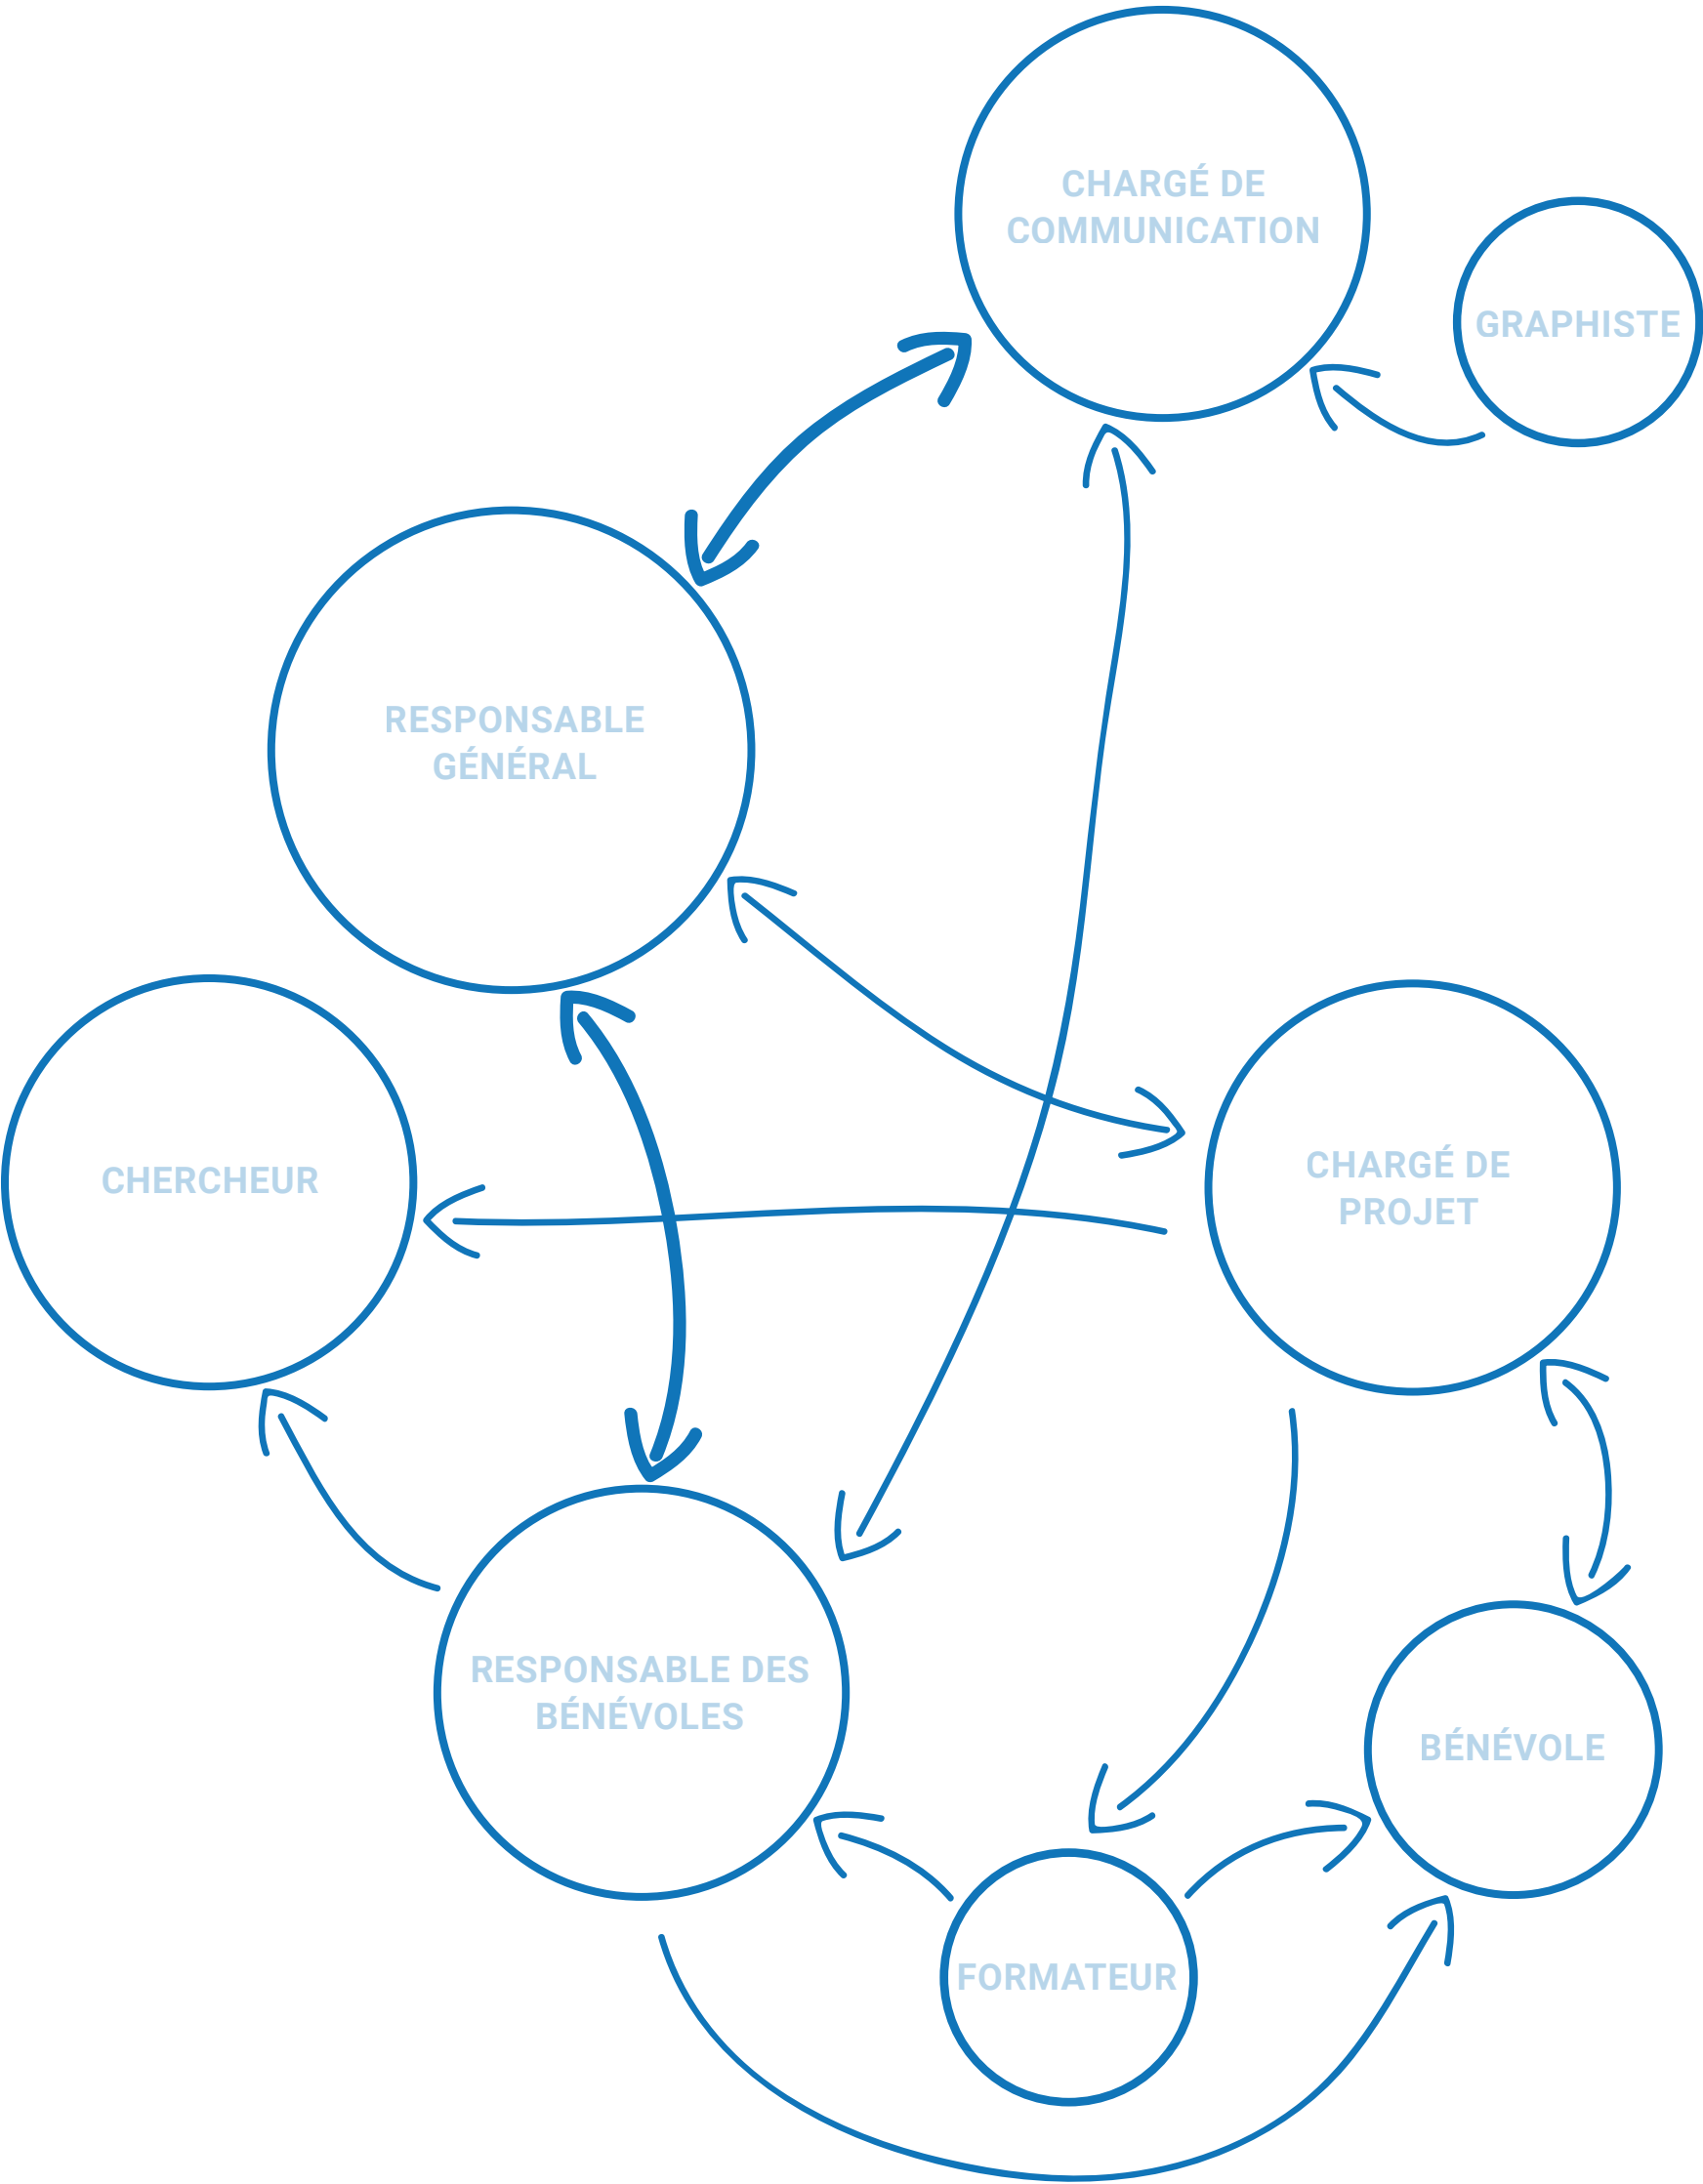 CHARGÉ DE
COMMUNICATION
GRAPHISTE
RESPONSABLE
GÉNÉRAL
CHERCHEUR
CHARGÉ DE
PROJET
RESPONSABLE DES
BÉNÉVOLES
BÉNÉVOLE
FORMATEUR